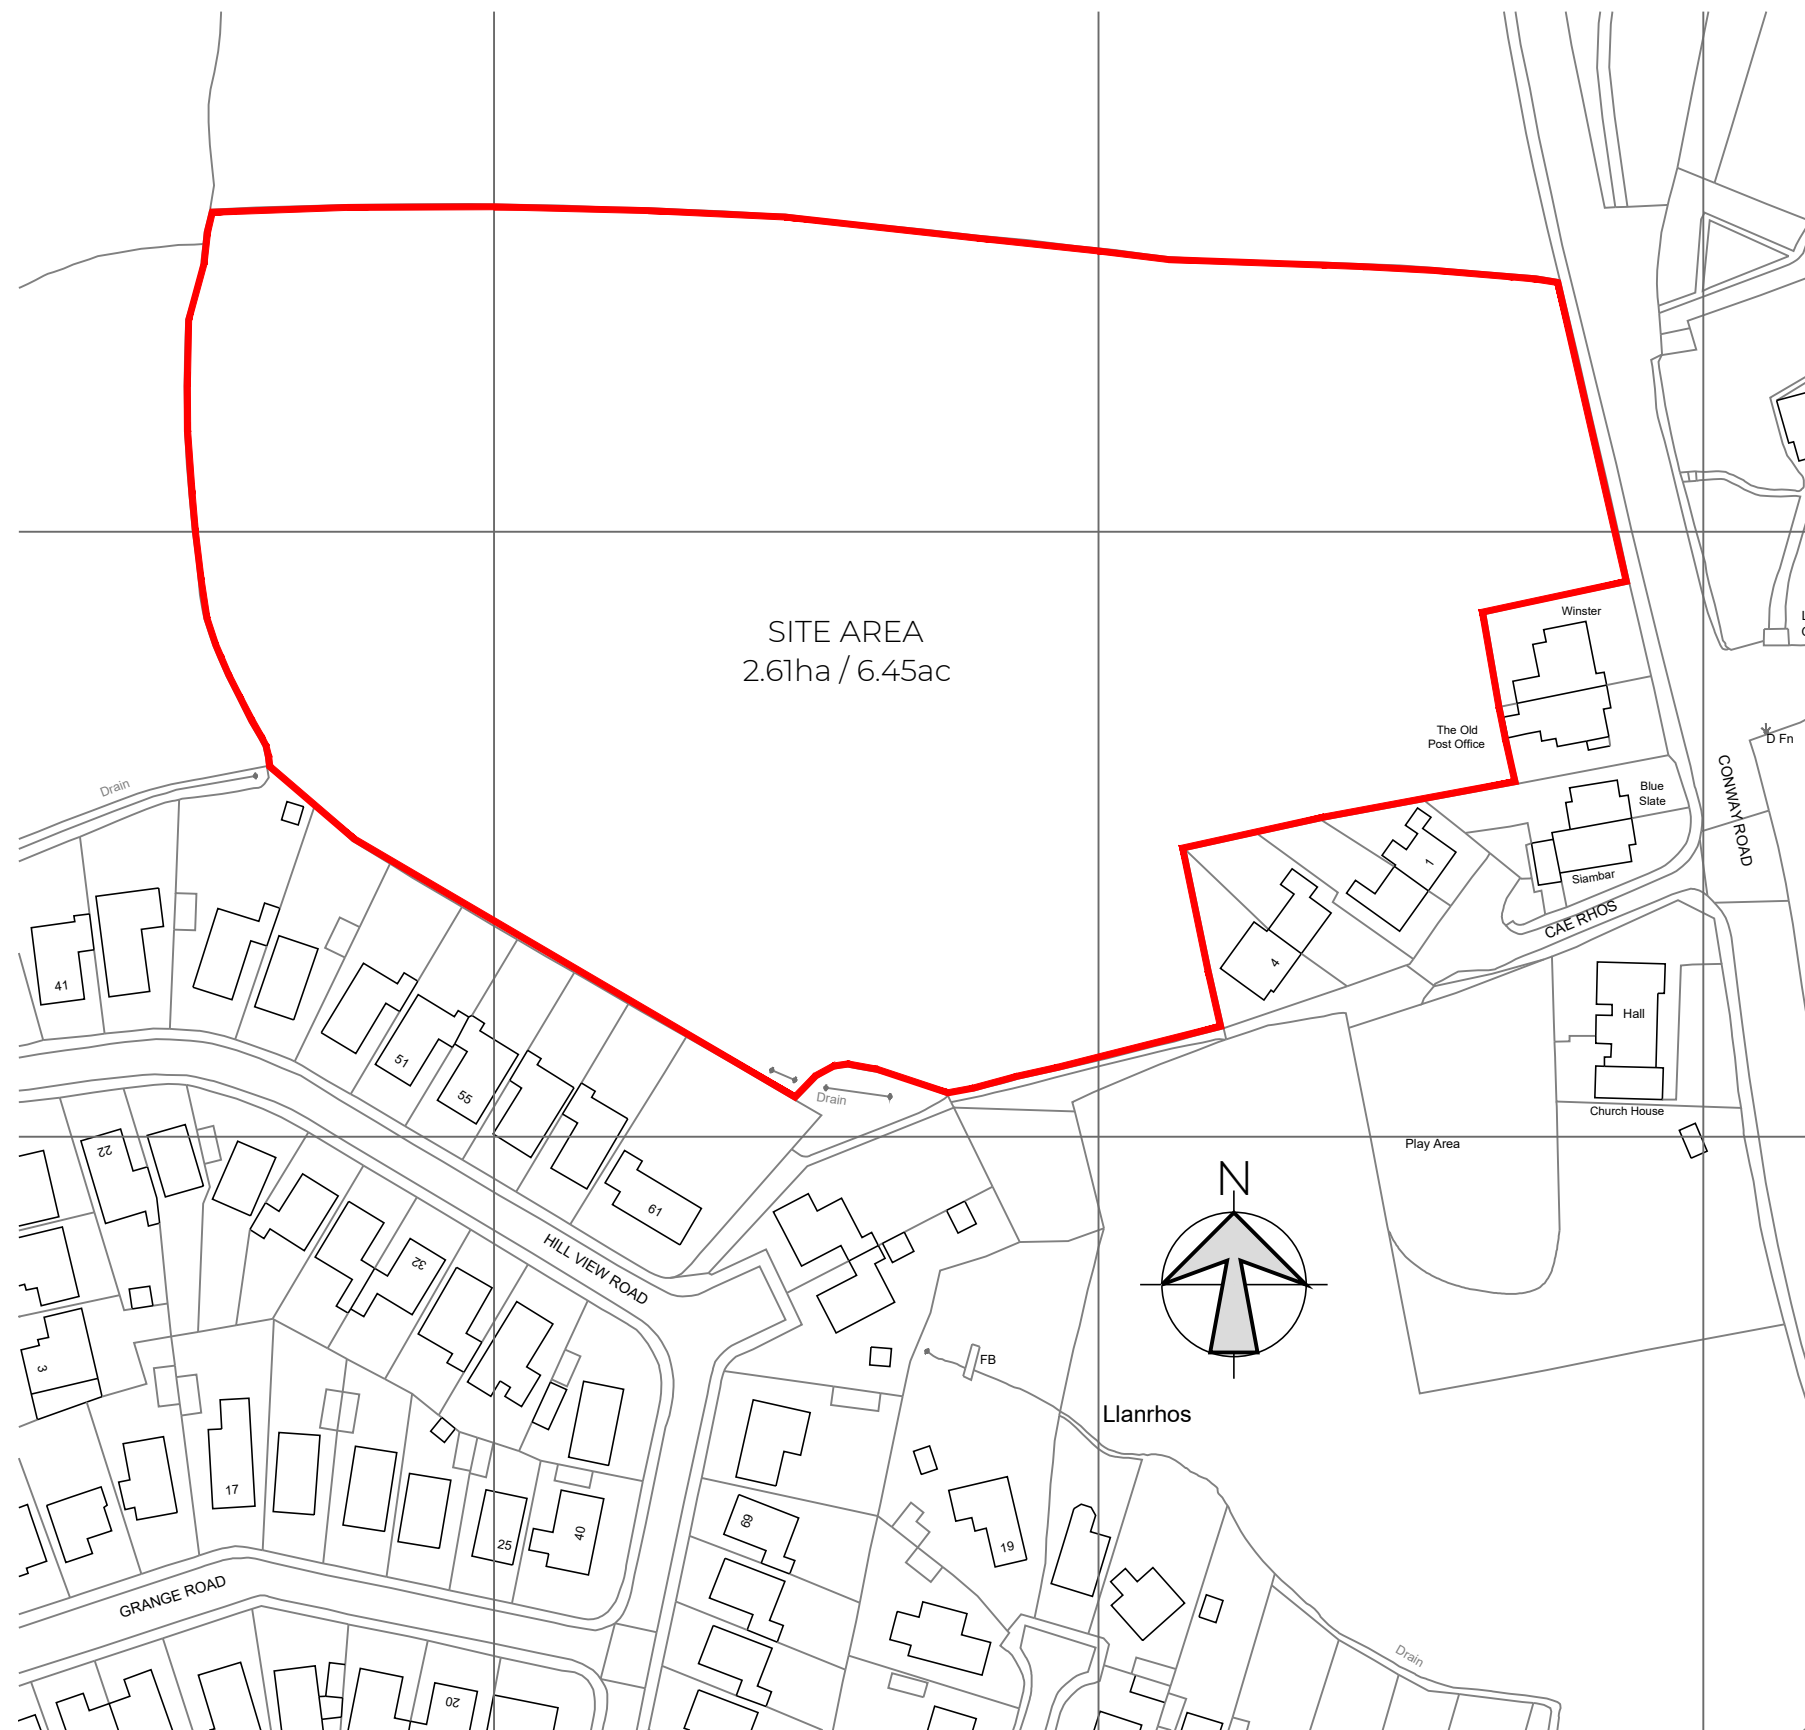 SITE AREA
2.61ha / 6.45ac
Winster
The Old
Post Office
D Fn
CONWAY ROAD
Blue
Slate
Siambar
1
4
CAE RHOS
Drain
41
51
55
61
Hall
Church House
Play Area
Drain
N
22
32
HILL VIEW ROAD
3
FB
Llanrhos
17
25
40
69
19
GRANGE ROAD
20
Drain